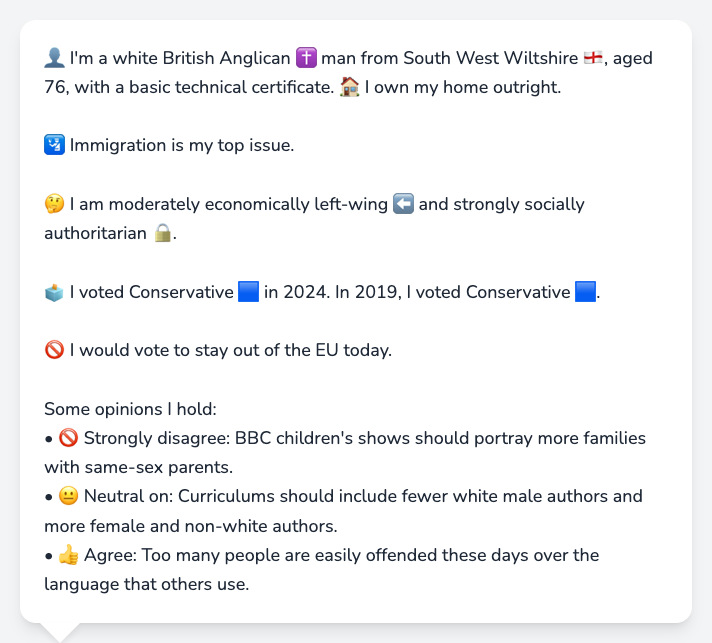 👤 I'm a white British Anglican ✝️ man from South West Wiltshire 🏴󠁧󠁢󠁥󠁮󠁧󠁿, aged
76, with a basic technical certificate. 🏠 I own my home outright.
🛂 Immigration is my top issue.
🤔 I am moderately economically left-wing ⬅️ and strongly socially
authoritarian 🔒.
🗳️ I voted Conservative 🟦 in 2024. In 2019, I voted Conservative 🟦.
🚫 I would vote to stay out of the EU today.
Some opinions I hold:
• 🚫 Strongly disagree: BBC children's shows should portray more families
with same-sex parents.
• 😐 Neutral on: Curriculums should include fewer white male authors and
more female and non-white authors.
• 👍 Agree: Too many people are easily offended these days over the
language that others use.